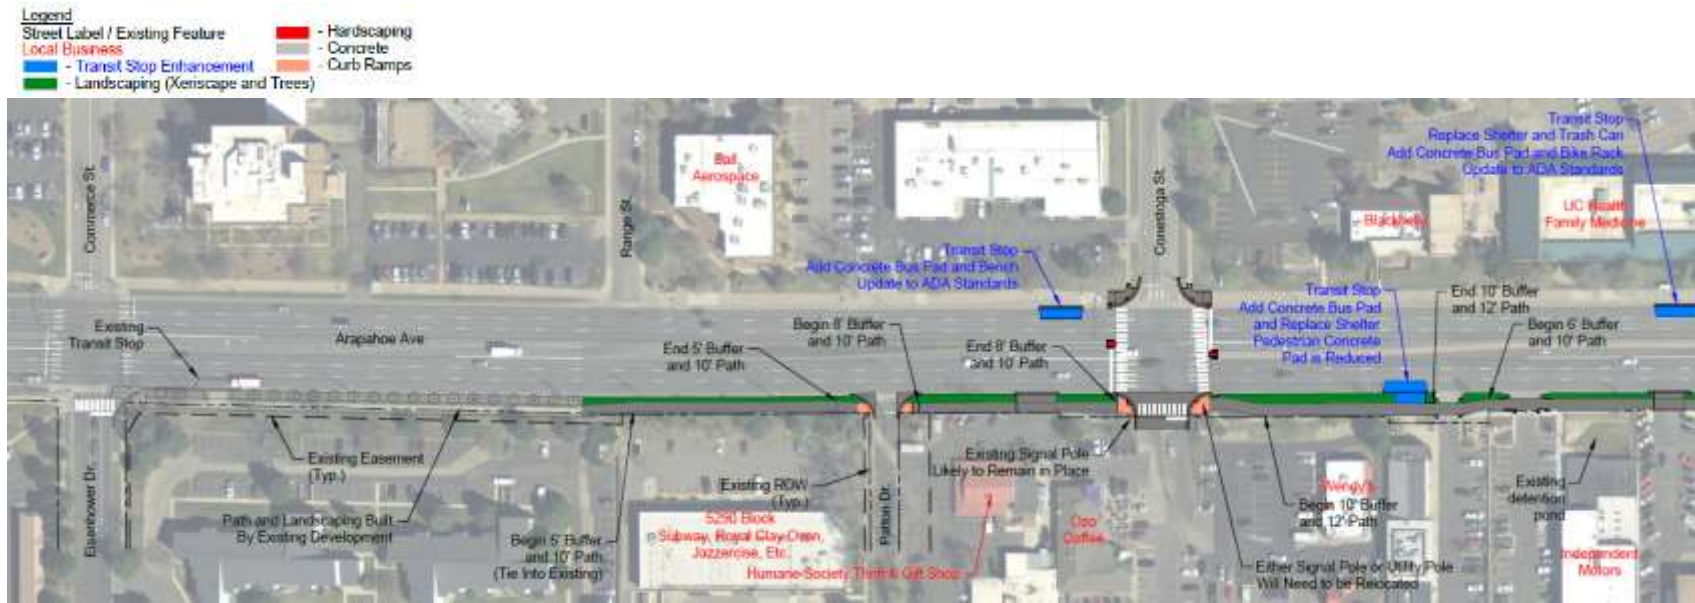 Legend
Street Label / Existing Feature
Local Business
- Transit Stop Enhancement
- Landscaping (Xeriscape and Trees)
- Hardscaping
- Concrete
- Curb Ramps
Commerce St.
Range St.
Ball
Aerospace
Conestoga St.
Transit Stop
Replace Shelter and Trash Can
Add Concrete Bus Pad and Bike Rack
Update to ADA Standards
Blackbelly
UC Health
Family Medicine
Transit Stop
Add Concrete Bus Pad and Bench
Update to ADA Standards
Transit Stop
Add Concrete Bus Pad
and Replace Shelter
Pedestrian Concrete
Pad is Reduced
End 10' Buffer
and 12' Path
Begin 6' Buffer
and 10' Path
Existing
Transit Stop
Arapahoe Ave
End 5' Buffer
and 10' Path
Begin 8' Buffer
and 10' Path
End 8' Buffer
and 10' Path
Eisenhower Dr.
Existing Easement
(Typ.)
Path and Landscaping Built
By Existing Development
Begin 5' Buffer
and 10' Path
(Tie Into Existing)
5290 Block
Subway, Royal Clay Oven,
Jazzercise, Etc.
Existing ROW
(Typ.)
Patton Dr.
Humane Society Thrift & Gift Shop
Existing Signal Pole
Likely to Remain in Place
Ozo
Coffee
Wendy's
Begin 10' Buffer
and 12' Path
Either Signal Pole or Utility Pole
Will Need to be Relocated
Existing
detention
pond
Independent
Motors